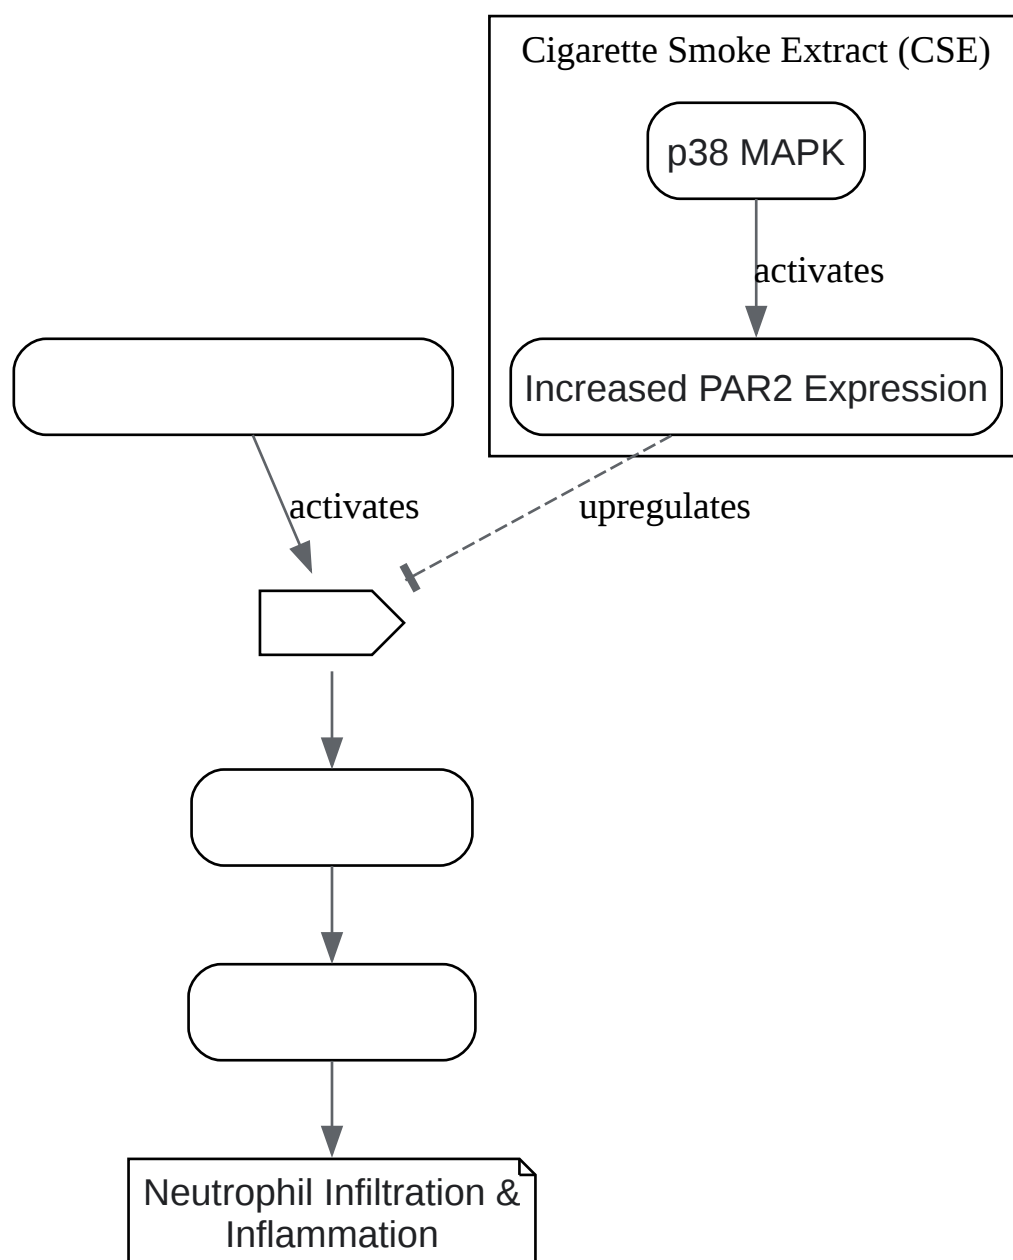 Cigarette Smoke Extract (CSE)
p38 MAPK
activates
Increased PAR2 Expression
activates
upregulates
Neutrophil Infiltration &
Inflammation